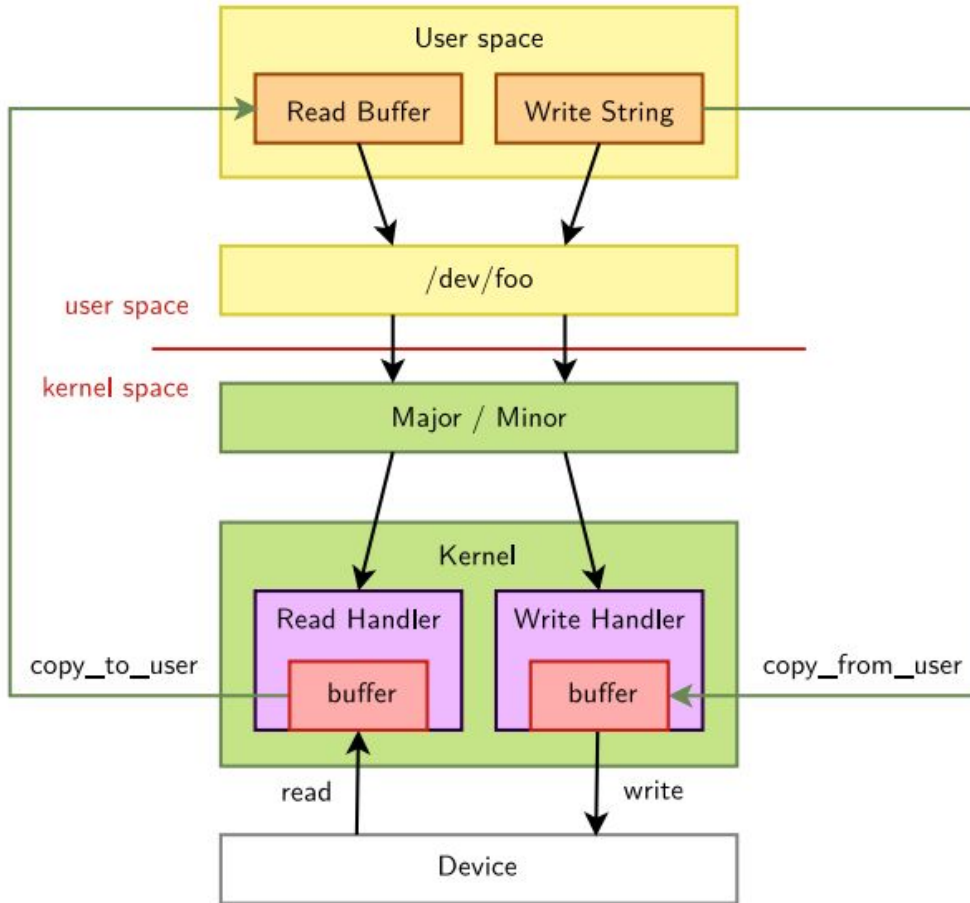 User space
Read Buffer
Write String
/dev/foo
user space
kernel space
Major / Minor
Kernel
Read Handler
Write Handler
copy_to_user
buffer
buffer
copy_from_user
read
write
Device